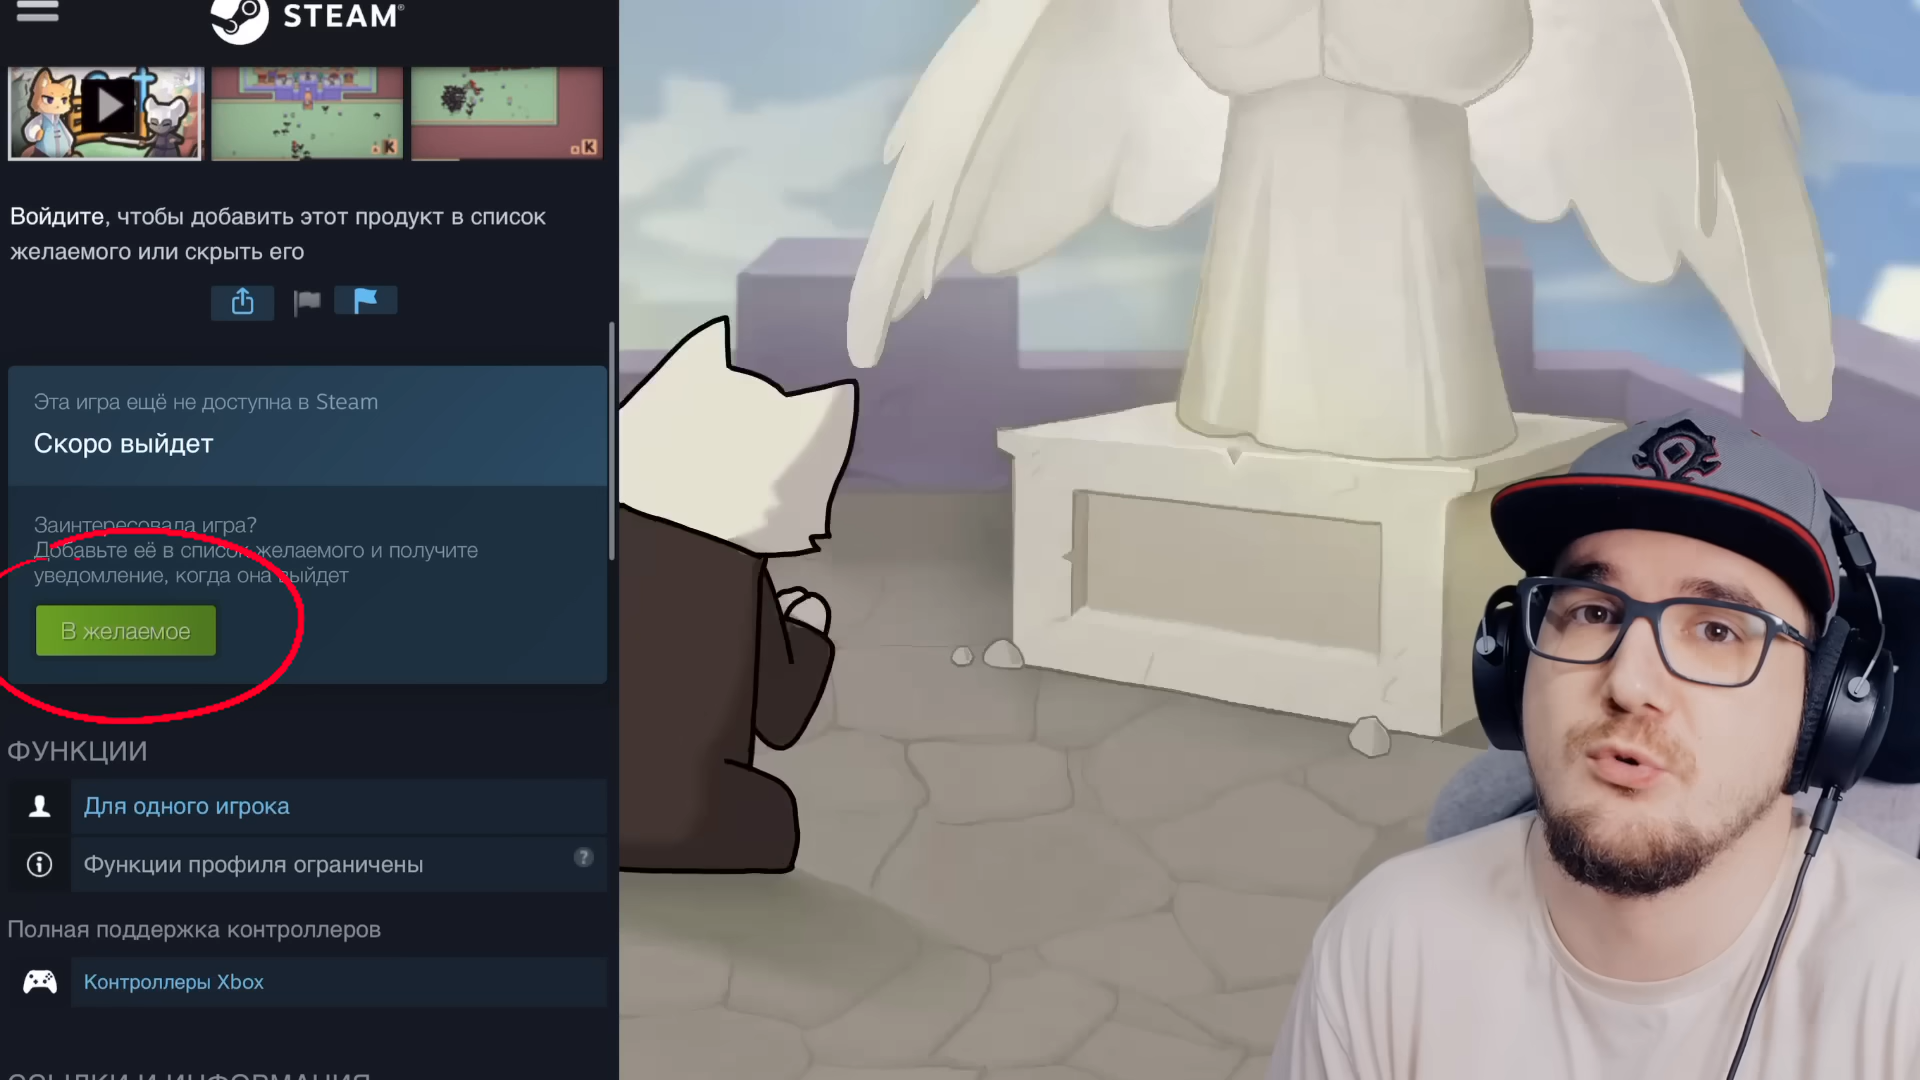 STEAM®
K
K
Войдите, чтобы добавить этот продукт в список
желаемого или скрыть его
Эта игра ещё не доступна в Steam
Скоро выйдет
Заинтересовала игра?
Добавьте её в список желаемого и получите
уведомление, когда она выйдет
В желаемое
ФУНКЦИИ
Для одного игрока
Функции профиля ограничены
?
Полная поддержка контроллеров
Контроллеры Xbox
ССЫЛКИ И ИНФОРМАЦИЯ